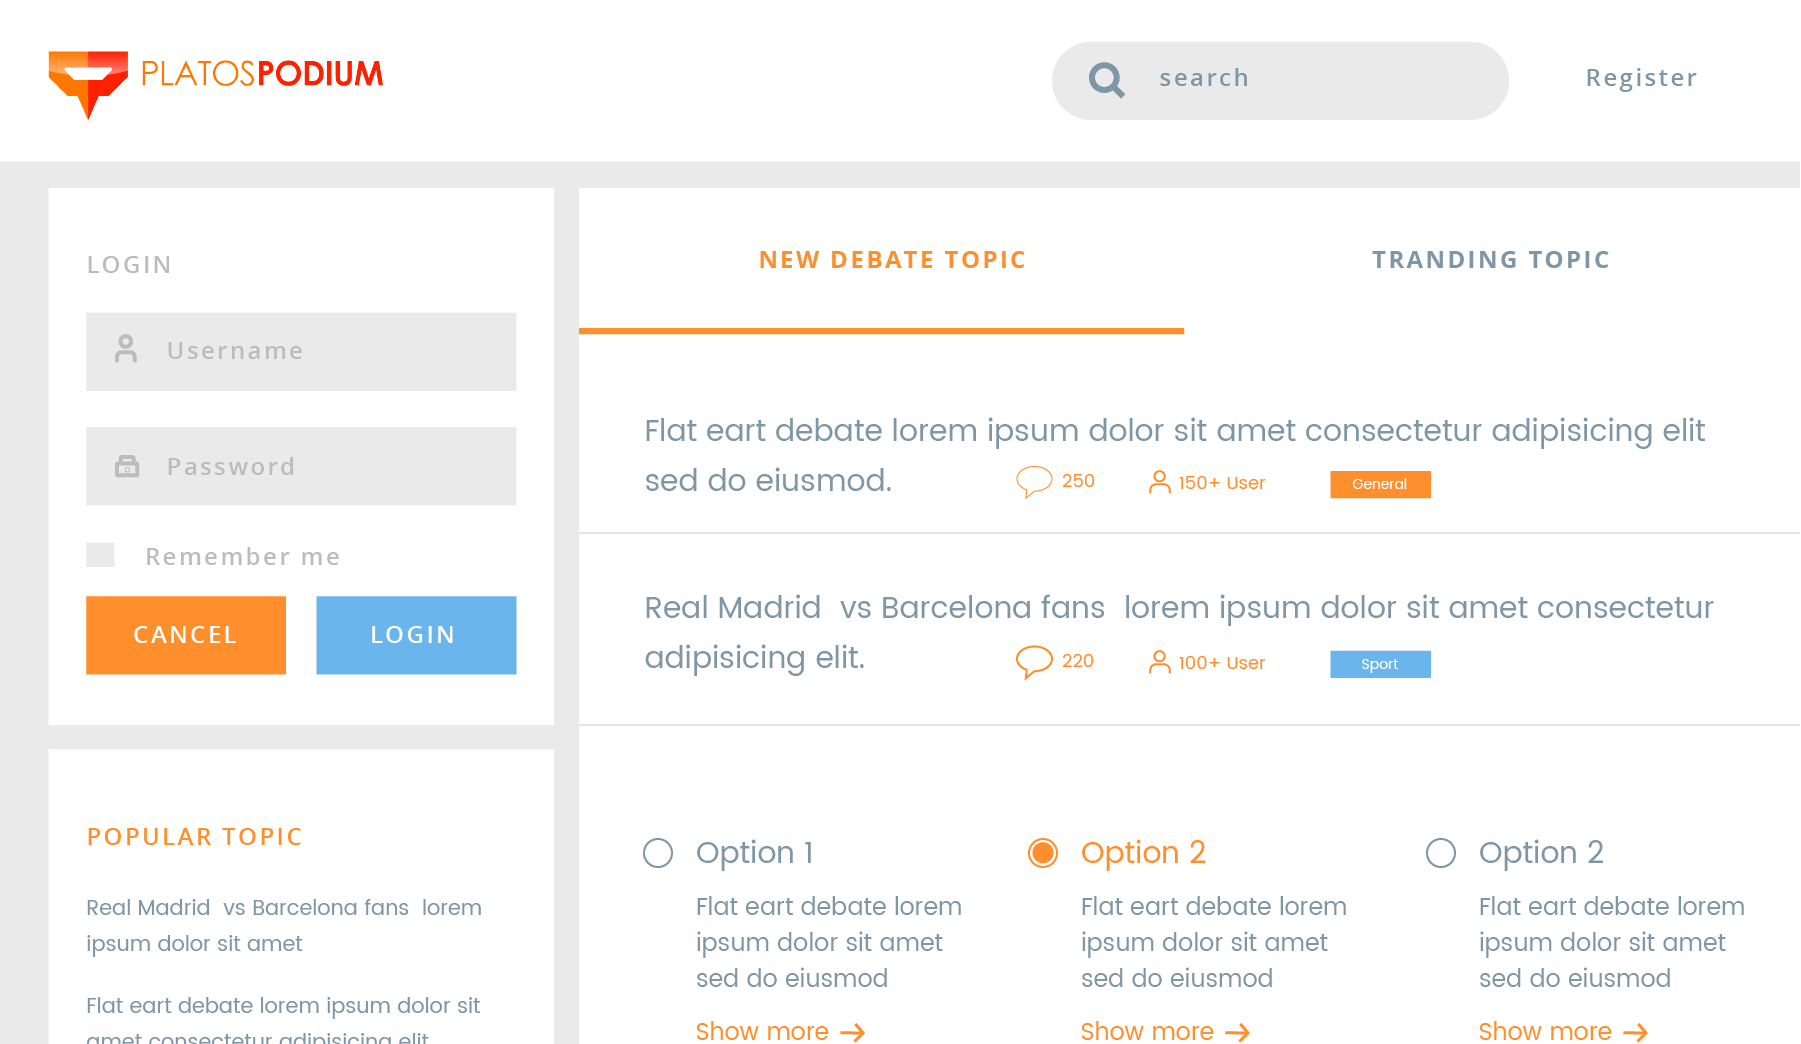 PLATOSPODIUM
search
Register
LOGIN
Username
Password
Remember me
CANCEL
LOGIN
POPULAR TOPIC
Real Madrid  vs Barcelona fans  lorem
ipsum dolor sit amet
Flat eart debate lorem ipsum dolor sit
amet consectetur adipisicing elit
NEW DEBATE TOPIC
TRANDING TOPIC
Flat eart debate lorem ipsum dolor sit amet consectetur adipisicing elit
sed do eiusmod.
250
150+ User
General
Real Madrid  vs Barcelona fans  lorem ipsum dolor sit amet consectetur
adipisicing elit.
220
100+ User
Sport
Option 1
Flat eart debate lorem
ipsum dolor sit amet
sed do eiusmod
Show more
Option 2
Flat eart debate lorem
ipsum dolor sit amet
sed do eiusmod
Show more
Option 2
Flat eart debate lorem
ipsum dolor sit amet
sed do eiusmod
Show more